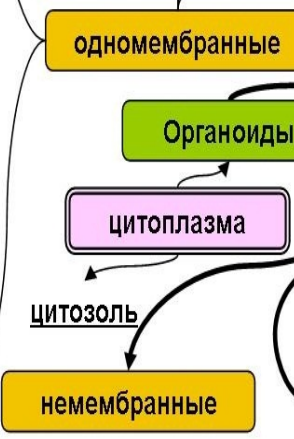 одномембранные
Органоиды
цитоплазма
цитозоль
немембранные